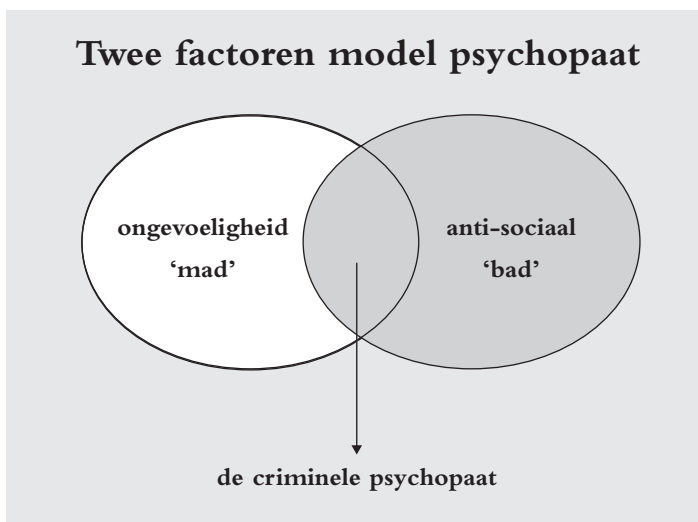 Twee factoren model psychopaat
ongevoeligheid
‘mad’
anti-sociaal
‘bad’
de criminele psychopaat